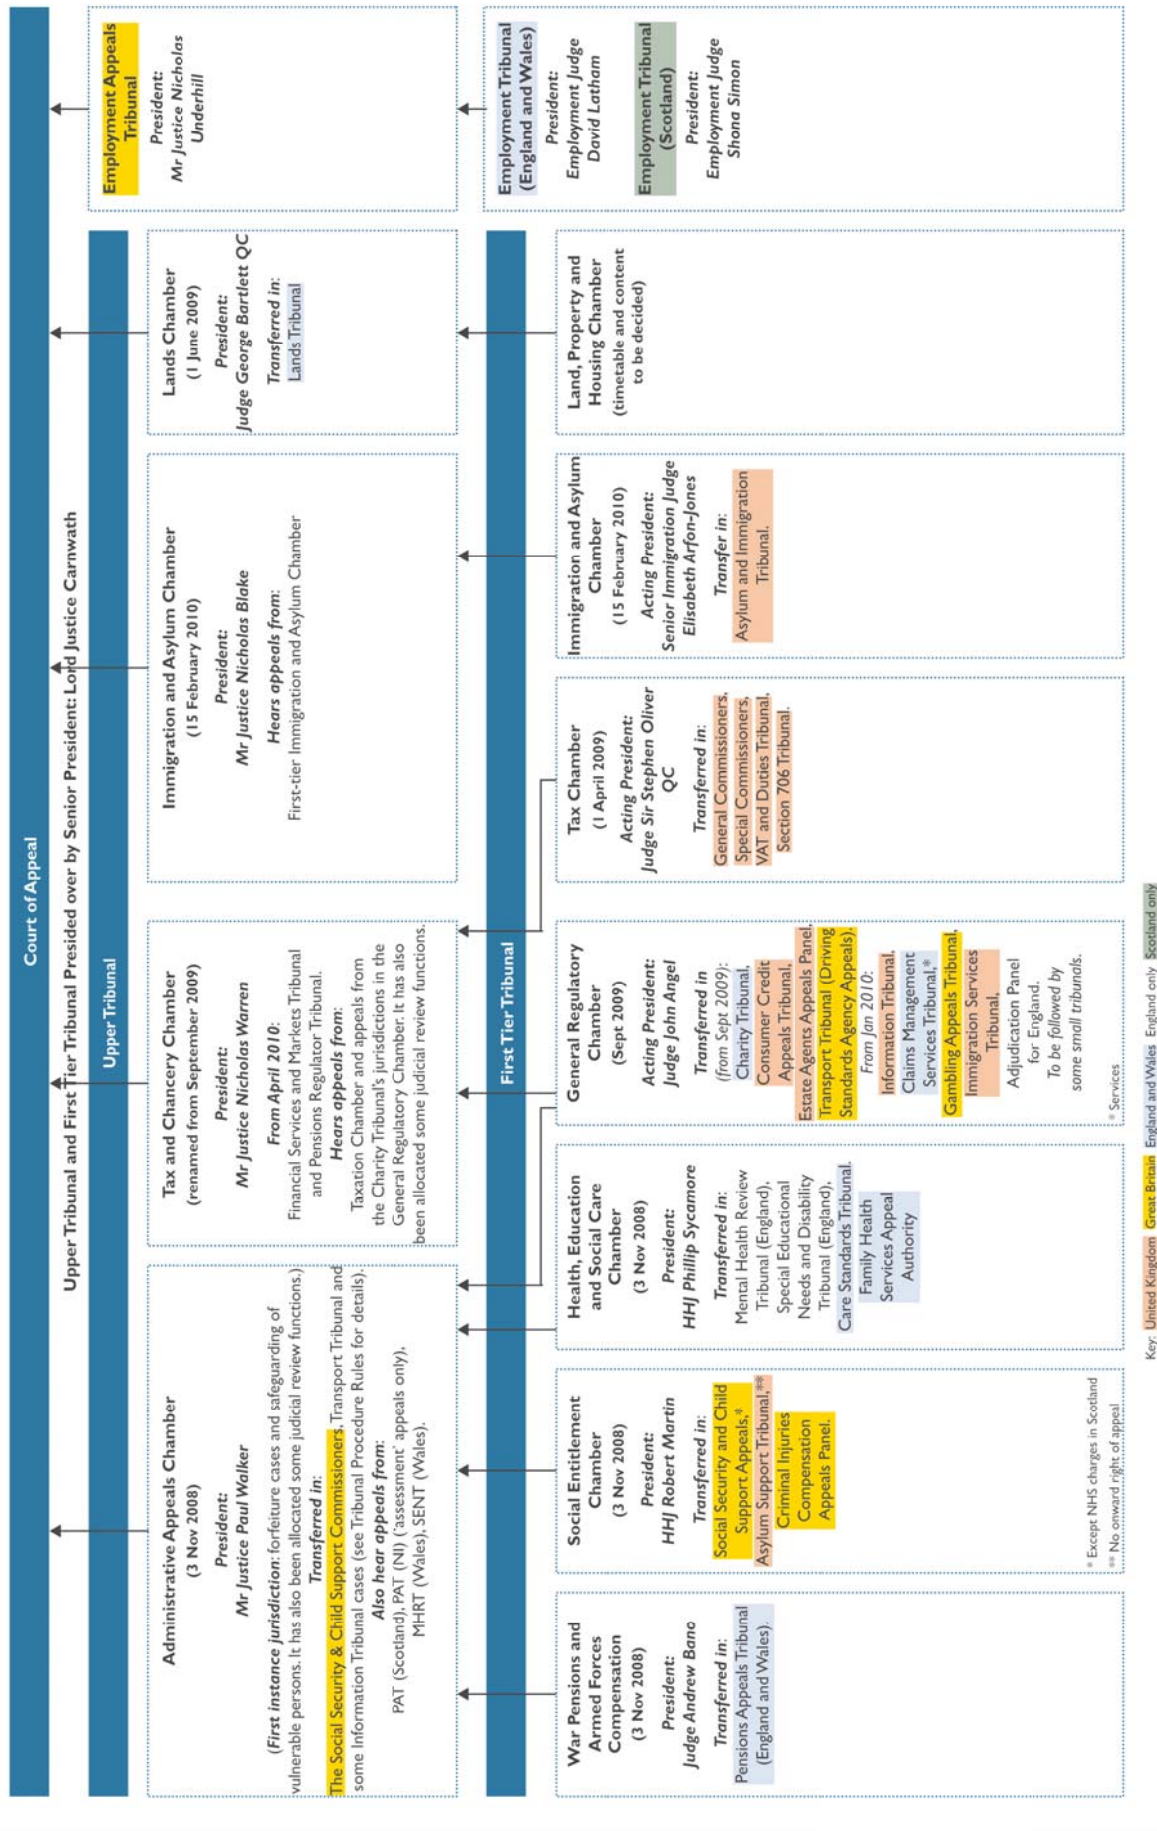 Court of Appeal
Upper Tribunal and First Tier Tribunal Presided over by Senior President: Lord Justice Carnwath
Upper Tribunal
Administrative Appeals Chamber
(3 Nov 2008)
President:
Mr Justice Paul Walker
(First instance jurisdiction: forfeiture cases and safeguarding of
vulnerable persons. It has also been allocated some judicial review functions.)
Transferred in:
The Social Security & Child Support Commissioners, Transport Tribunal and
some Information Tribunal cases (see Tribunal Procedure Rules for details).
Also hear appeals from:
PAT (Scotland), PAT (NI) (‘assessment’ appeals only),
MHRT (Wales), SENT (Wales).
Tax and Chancery Chamber
(renamed from September 2009)
President:
Mr Justice Nicholas Warren
From April 2010:
Financial Services and Markets Tribunal
and Pensions Regulator Tribunal.
Hears appeals from:
Taxation Chamber and appeals from
the Charity Tribunal's jurisdictions in the
General Regulatory Chamber. It has also
been allocated some judicial review functions.
Immigration and Asylum Chamber
(15 February 2010)
President:
Mr Justice Nicholas Blake
Hears appeals from:
First-tier Immigration and Asylum Chamber
Lands Chamber
(1 June 2009)
President:
Judge George Bartlett QC
Transferred in:
Lands Tribunal
Employment Appeals
Tribunal
President:
Mr Justice Nicholas
Underhill
First Tier Tribunal
War Pensions and
Armed Forces
Compensation
(3 Nov 2008)
President:
Judge Andrew Bano
Transferred in:
Pensions Appeals Tribunal
(England and Wales).
Social Entitlement
Chamber
(3 Nov 2008)
President:
HHJ Robert Martin
Transferred in:
Social Security and Child
Support Appeals,*
Asylum Support Tribunal,**
Criminal Injuries
Compensation
Appeals Panel.
* Except NHS charges in Scotland
** No onward right of appeal
Health, Education
and Social Care
Chamber
(3 Nov 2008)
President:
HHJ Phillip Sycamore
Transferred in:
Mental Health Review
Tribunal (England),
Special Educational
Needs and Disability
Tribunal (England),
Care Standards Tribunal.
Family Health
Services Appeal
Authority
General Regulatory
Chamber
(Sept 2009)
Acting President:
Judge John Angel
Transferred in
(from Sept 2009):
Charity Tribunal,
Consumer Credit
Appeals Tribunal,
Estate Agents Appeals Panel,
Transport Tribunal (Driving
Standards Agency Appeals).
From Jan 2010:
Information Tribunal,
Claims Management
Services Tribunal,*
Gambling Appeals Tribunal,
Immigration Services
Tribunal,
Adjudication Panel
for England.
To be followed by
some small tribunals.
* Services
Tax Chamber
(1 April 2009)
Acting President:
Judge Sir Stephen Oliver
QC
Transferred in:
General Commissioners,
Special Commissioners,
VAT and Duties Tribunal,
Section 706 Tribunal.
Immigration and Asylum
Chamber
(15 February 2010)
Acting President:
Senior Immigration Judge
Elisabeth Arfon-Jones
Transfer in:
Asylum and Immigration
Tribunal.
Land, Property and
Housing Chamber
(timetable and content
to be decided)
Employment Tribunal
(England and Wales)
President:
Employment Judge
David Latham
Employment Tribunal
(Scotland)
President:
Employment Judge
Shona Simon
Key: United Kingdom Great Britain England and Wales England only Scotland only